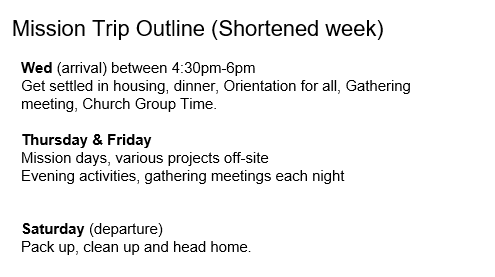 Mission Trip Outline (Shortened week)
Wed (arrival) between 4:30pm-6pm
Get settled in housing, dinner, Orientation for all, Gathering
meeting, Church Group Time.
Thursday & Friday
Mission days, various projects off-site
Evening activities, gathering meetings each night
Saturday (departure)
Pack up, clean up and head home.